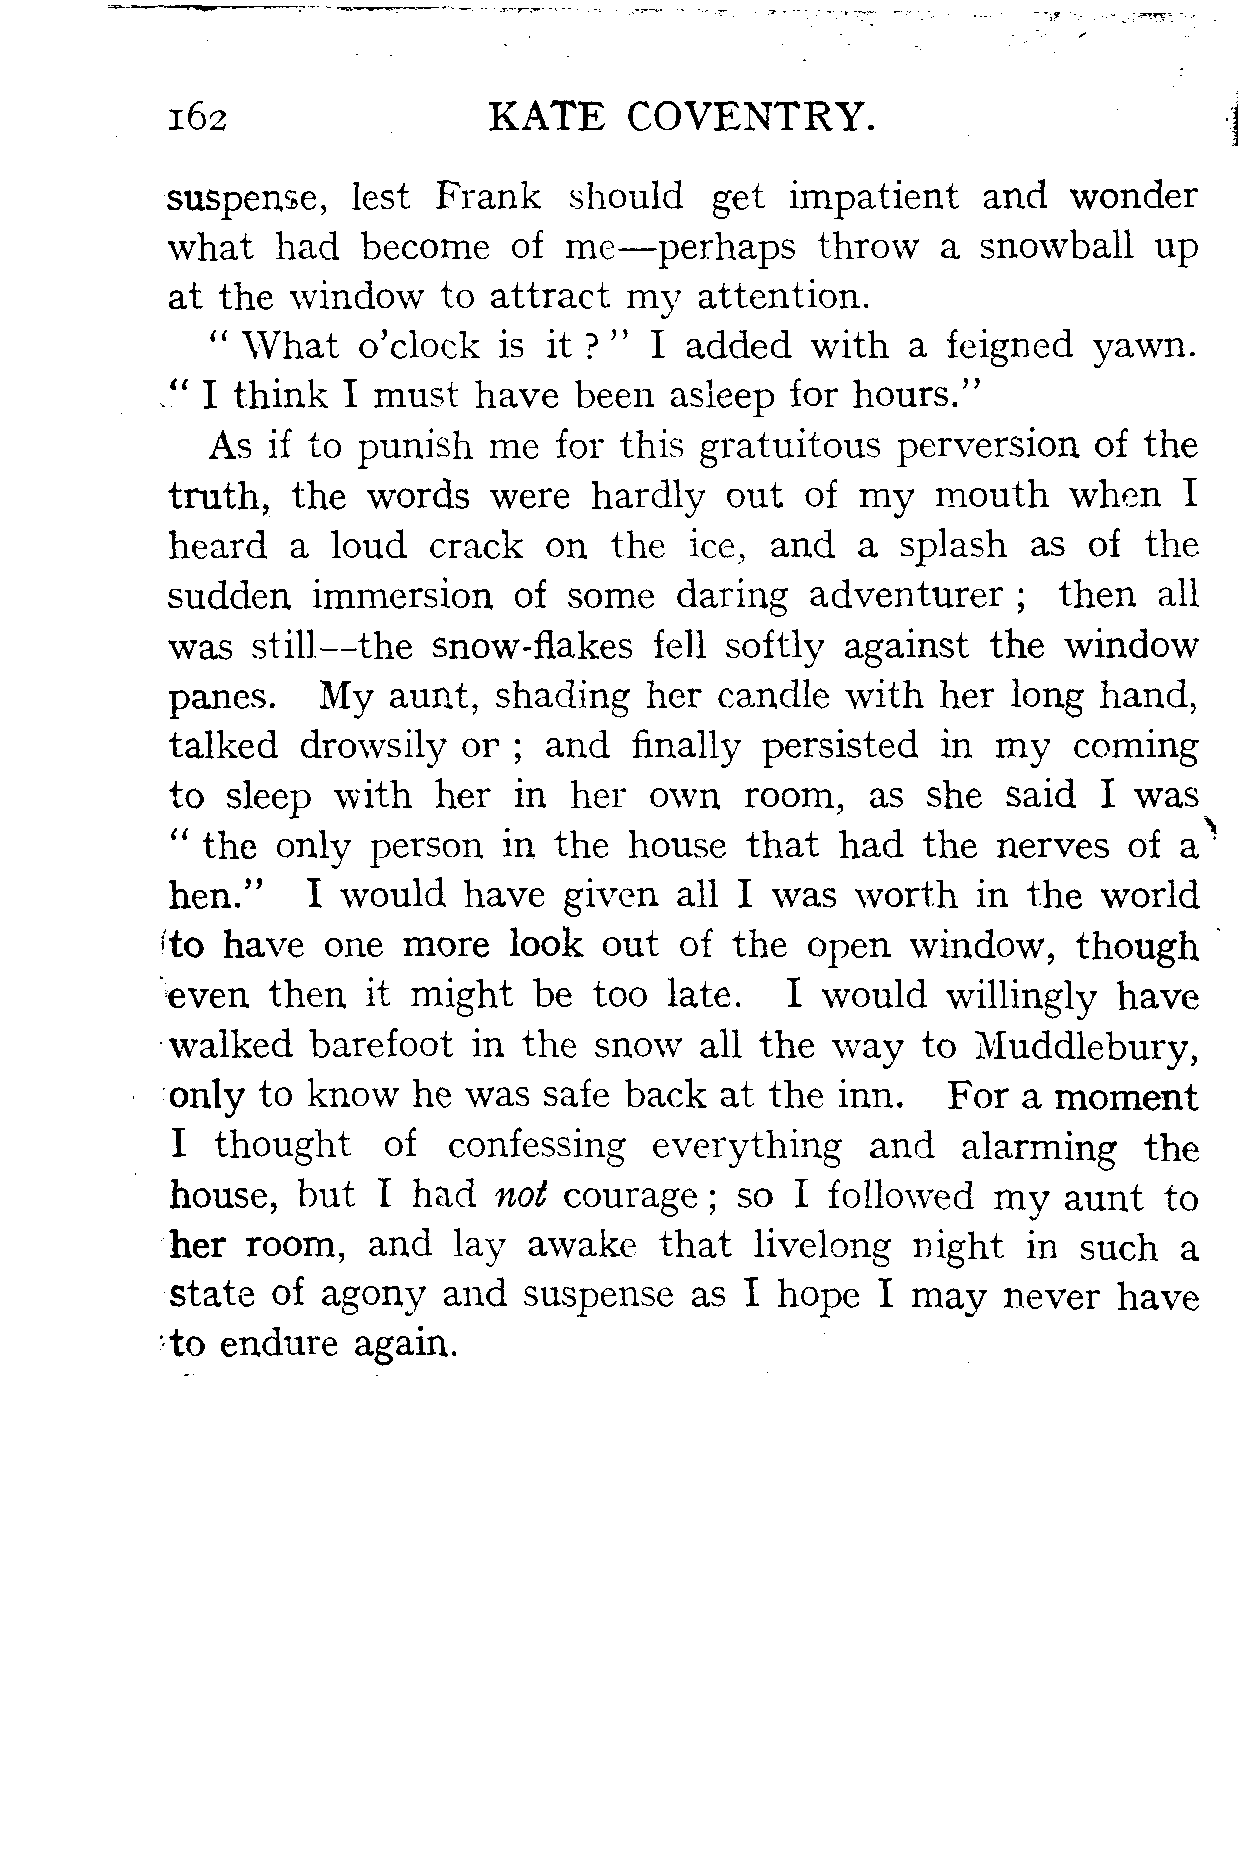 162 KATE COVENTRY.
suspense, lest Frank should get impatient and wonder
what had become of me—perhaps throw a snowball up
at the window to attract my attention.
“ What o’clock is it ? ” I added with a feigned yawn.
“ I think I must have been asleep for hours.”
As if to punish me for this gratuitous perversion of the
truth, the words were hardly out of my mouth when I
heard a loud crack on the ice, and a splash as of the
sudden immersion of some daring adventurer ; then all
was still—the snow-flakes fell softly against the window
panes. My aunt, shading her candle with her long hand,
talked drowsily or ; and finally persisted in my coming
to sleep with her in her own room, as she said I was
“ the only person in the house that had the nerves of a
hen.” I would have given all I was worth in the world
to have one more look out of the open window, though
even then it might be too late. I would willingly have
walked barefoot in the snow all the way to Muddlebury,
only to know he was safe back at the inn. For a moment
I thought of confessing everything and alarming the
house, but I had not courage ; so I followed my aunt to
her room, and lay awake that livelong night in such a
state of agony and suspense as I hope I may never have
to endure again.